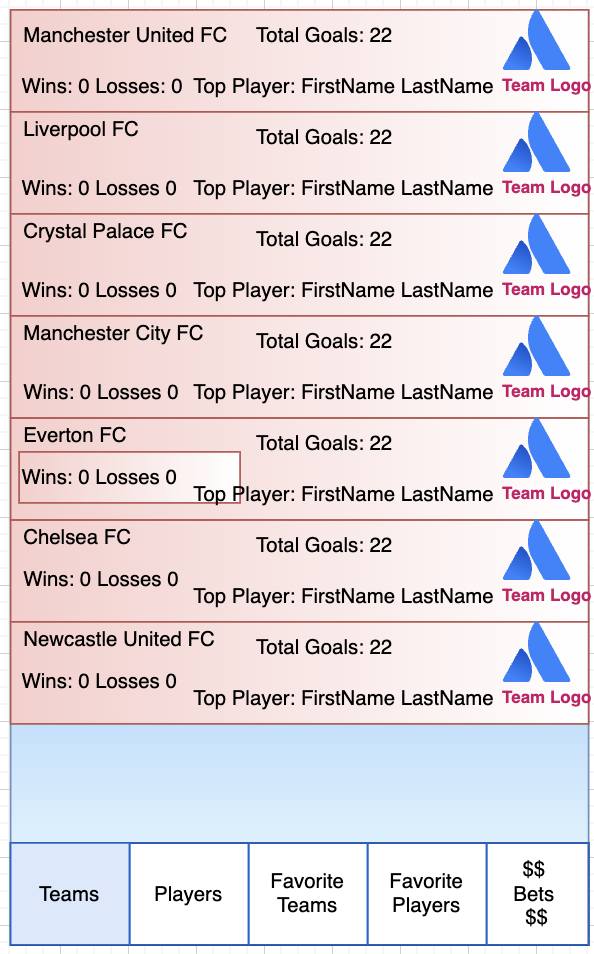 Manchester United FC Total Goals: 22
Wins: 0 Losses: 0 Top Player: FirstName LastName Team Logo
Liverpool FC Total Goals: 22
Wins: 0 Losses 0 Top Player: FirstName LastName Team Logo
Crystal Palace FC Total Goals: 22
Wins: 0 Losses 0 Top Player: FirstName LastName Team Logo
Manchester City FC Total Goals: 22
Wins: 0 Losses 0 Top Player: FirstName LastName Team Logo
Everton FC Total Goals: 22
Wins: 0 Losses 0
Top Player: FirstName LastName Team Logo
Chelsea FC Total Goals: 22
Wins: 0 Losses 0
Top Player: FirstName LastName Team Logo
Newcastle United FC Total Goals: 22
Wins: 0 Losses 0
Top Player: FirstName LastName Team Logo
Teams
Players
Favorite
Teams
Favorite
Players
$$
Bets
$$